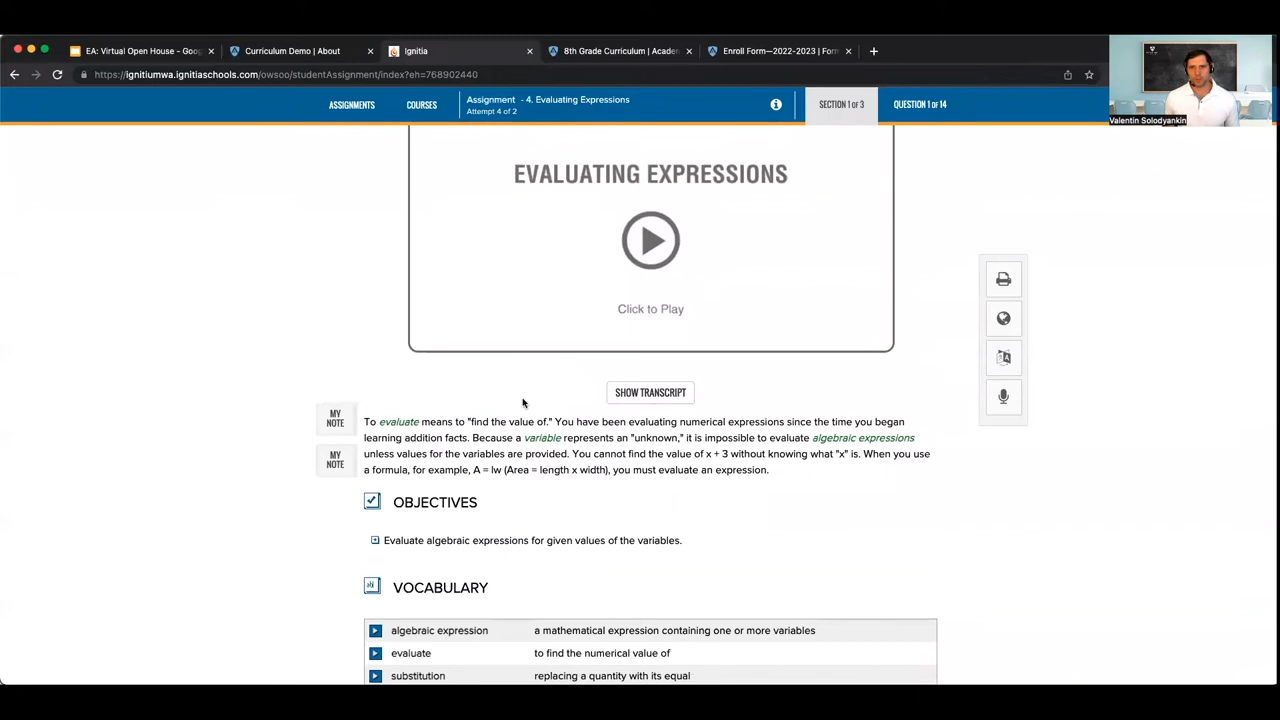 EA: Virtual Open House - Goog
Curriculum Demo | About
Ignitia
8th Grade Curriculum | Acade
Enroll Form—2022-2023 | For
https://ignitiumwa.ignitiaschools.com/owsoo/studentAssignment/index?eh=768902440
ASSIGNMENTS
COURSES
Assignment - 4. Evaluating Expressions
Attempt 4 of 2
SECTION 1 OF 3
QUESTION 1 OF 14
Valentin Solodyankin
EVALUATING EXPRESSIONS
Click to Play
SHOW TRANSCRIPT
MY NOTE
MY NOTE
To evaluate means to "find the value of." You have been evaluating numerical expressions since the time you began
learning addition facts. Because a variable represents an "unknown," it is impossible to evaluate algebraic expressions
unless values for the variables are provided. You cannot find the value of x + 3 without knowing what "x" is. When you use
a formula, for example, A = lw (Area = length x width), you must evaluate an expression.
OBJECTIVES
Evaluate algebraic expressions for given values of the variables.
VOCABULARY
algebraic expression a mathematical expression containing one or more variables
evaluate to find the numerical value of
substitution replacing a quantity with its equal